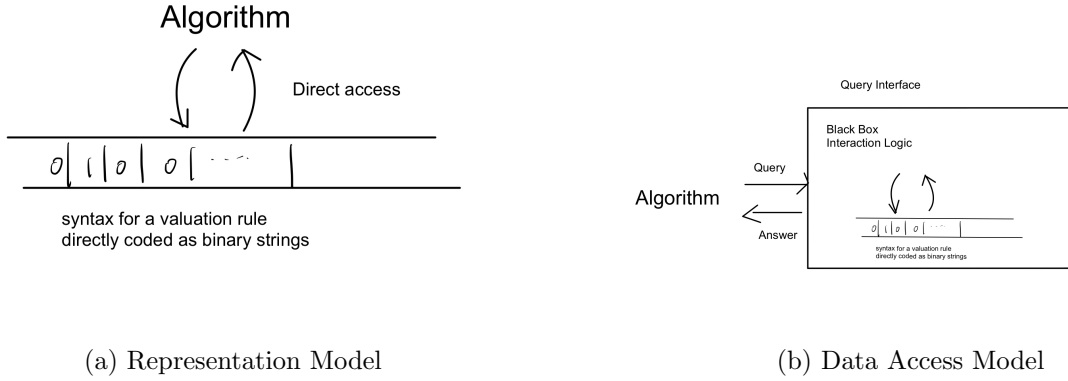 Algorithm
Direct access
0 1 0 0 ....
syntax for a valuation rule
directly coded as binary strings
(a) Representation Model
Query Interface
Black Box
Interaction Logic
Query
Algorithm
Answer
0 1 0 0 ....
syntax for a valuation rule
directly coded as binary strings
(b) Data Access Model